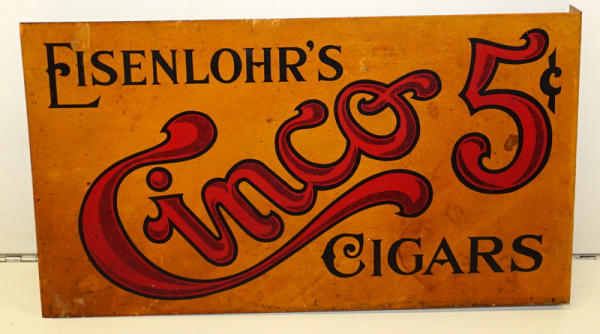 EISENLOHR'S
Cinco 5¢
CIGARS